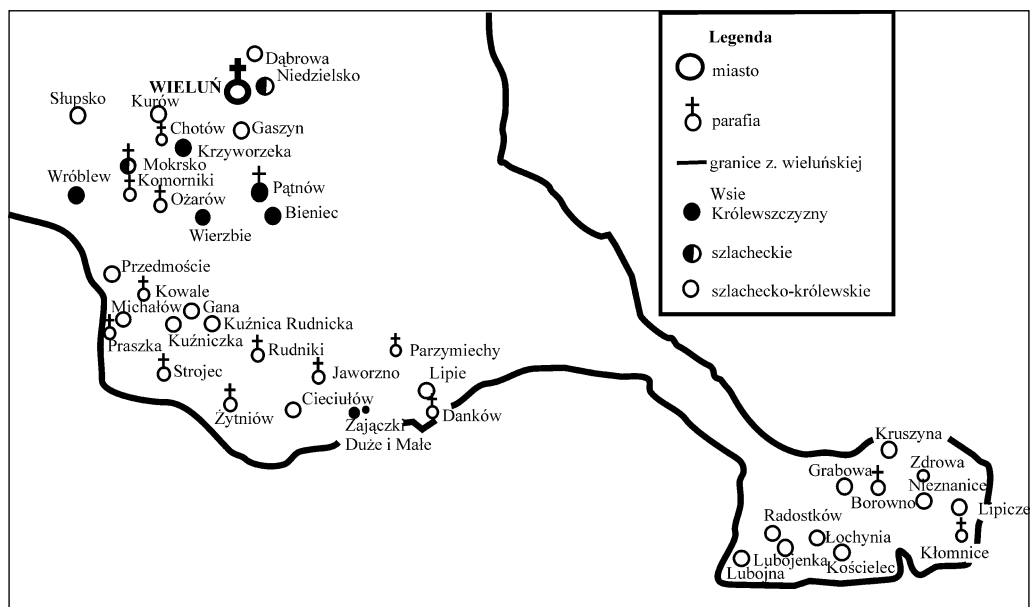 Dąbrowa
Niedzielsko
WIELUŃ
Słupsko
Kurów
Chotów
Gaszyn
Krzyworzeka
Mokrsko
Wróblew
Komorniki
Pątnów
Ożarów
Bieniec
Wierzbie
Przedmoście
Kowale
Michałów
Gana
Kuźnica Rudnicka
Praszka
Kuźniczka
Rudniki
Parzymiechy
Strojec
Jaworzno
Lipie
Cieciułów
Żytniów
Danków
Zajączki
Duże i Małe
Kruszyna
Grabowa
Zdrowa
Nieznanice
Borowno
Lipicze
Radostków
Łochynia
Kłomnice
Lubojenka
Kościelec
Lubojna
Legenda
miasto
parafia
granice z. wieluńskiej
Wsie
Królewszczyzny
szlacheckie
szlachecko-królewskie